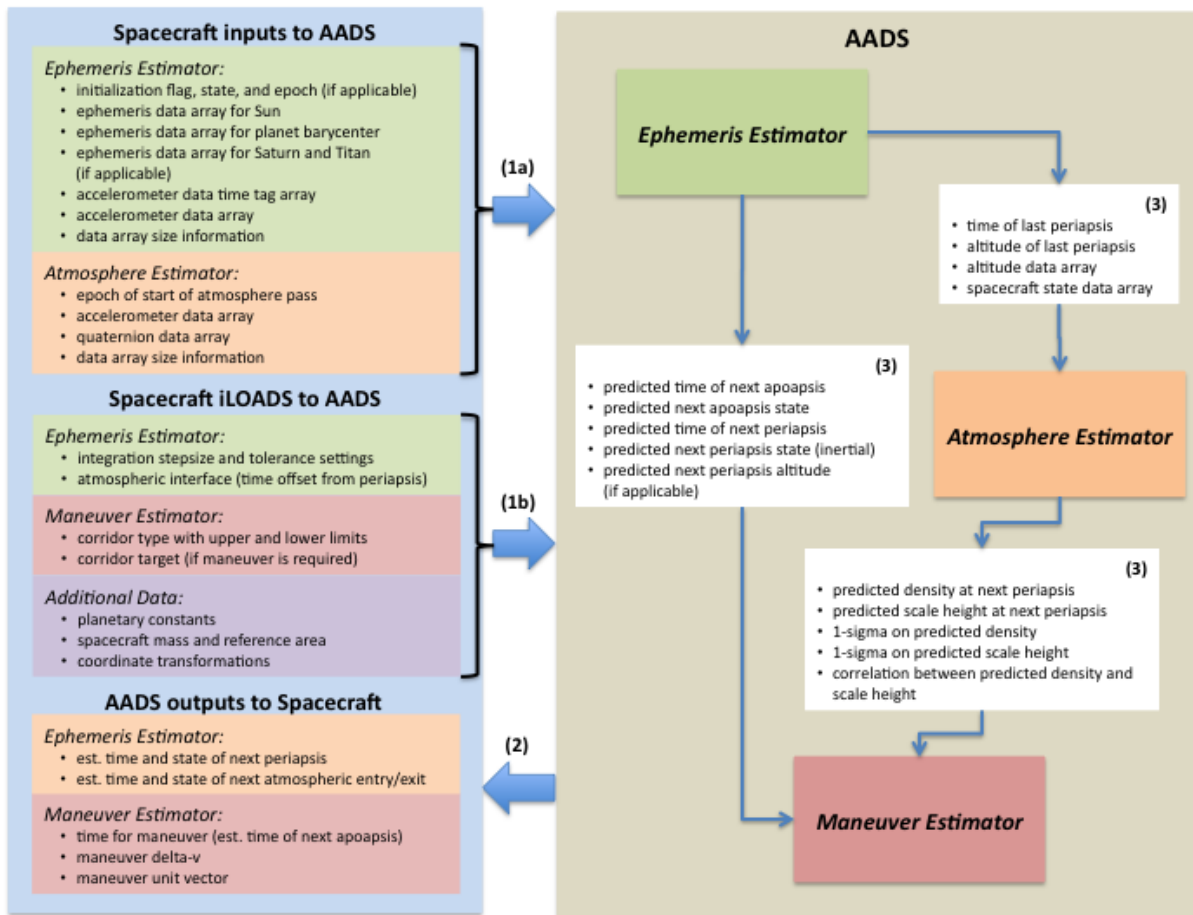 Spacecraft inputs to AADS
Ephemeris Estimator:
• initialization flag, state, and epoch (if applicable)
• ephemeris data array for Sun
• ephemeris data array for planet barycenter
• ephemeris data array for Saturn and Titan
(if applicable)
• accelerometer data time tag array
• accelerometer data array
• data array size information
Atmosphere Estimator:
• epoch of start of atmosphere pass
• accelerometer data array
• quaternion data array
• data array size information
(1a)
Spacecraft iLOADS to AADS
Ephemeris Estimator:
• integration stepsize and tolerance settings
• atmospheric interface (time offset from periapsis)
Maneuver Estimator:
• corridor type with upper and lower limits
• corridor target (if maneuver is required)
Additional Data:
• planetary constants
• spacecraft mass and reference area
• coordinate transformations
(1b)
AADS outputs to Spacecraft
Ephemeris Estimator:
• est. time and state of next periapsis
• est. time and state of next atmospheric entry/exit
Maneuver Estimator:
• time for maneuver (est. time of next apoapsis)
• maneuver delta-v
• maneuver unit vector
(2)
AADS
Ephemeris Estimator
(3)
• time of last periapsis
• altitude of last periapsis
• altitude data array
• spacecraft state data array
(3)
• predicted time of next apoapsis
• predicted next apoapsis state
• predicted time of next periapsis
• predicted next periapsis state (inertial)
• predicted next periapsis altitude
(if applicable)
Atmosphere Estimator
(3)
• predicted density at next periapsis
• predicted scale height at next periapsis
• 1-sigma on predicted density
• 1-sigma on predicted scale height
• correlation between predicted density and
scale height
Maneuver Estimator